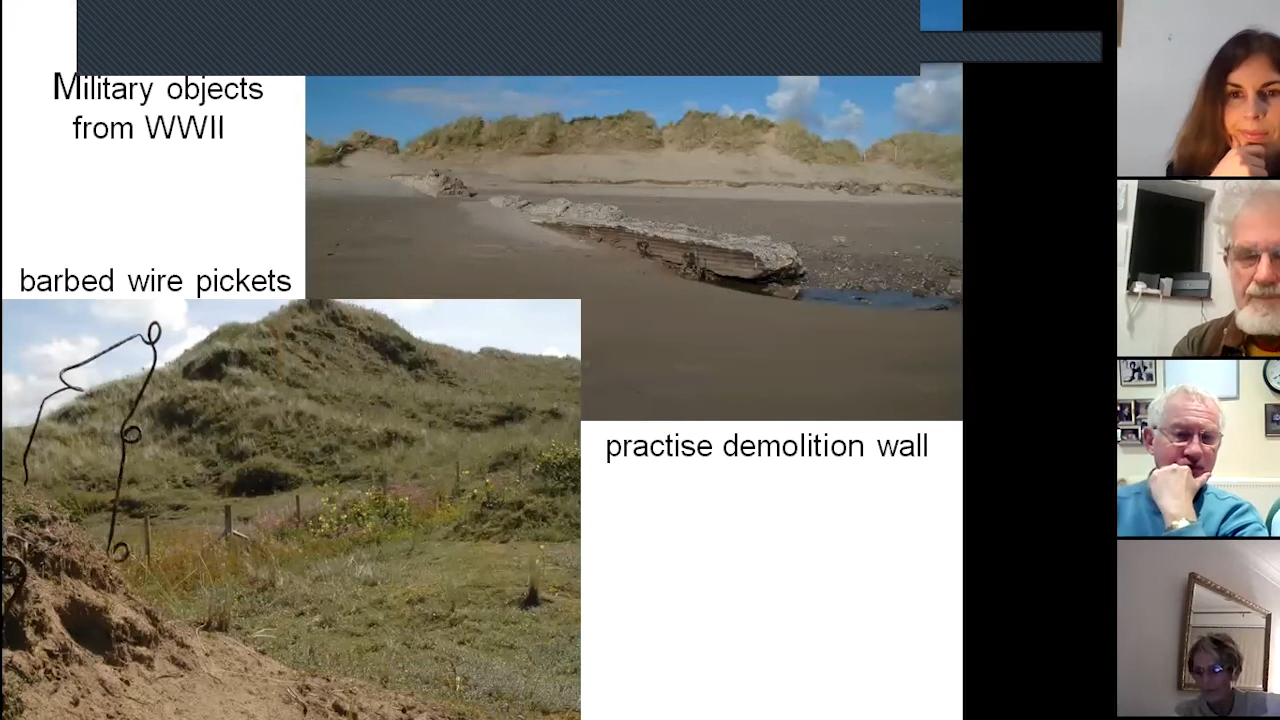 Military objects
from WWII
barbed wire pickets
practise demolition wall